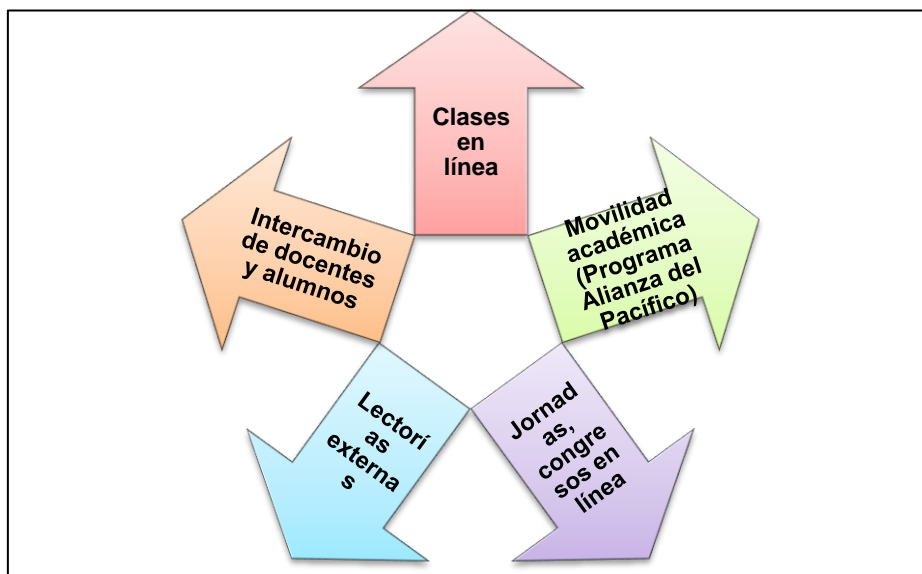 Clases
en
línea
Movilidad
académica
(Programa
Alianza del
Pacífico)
Jornad
as,
congre
sos en
línea
Lectorí
as
externa
s
Intercambio
de docentes
y alumnos